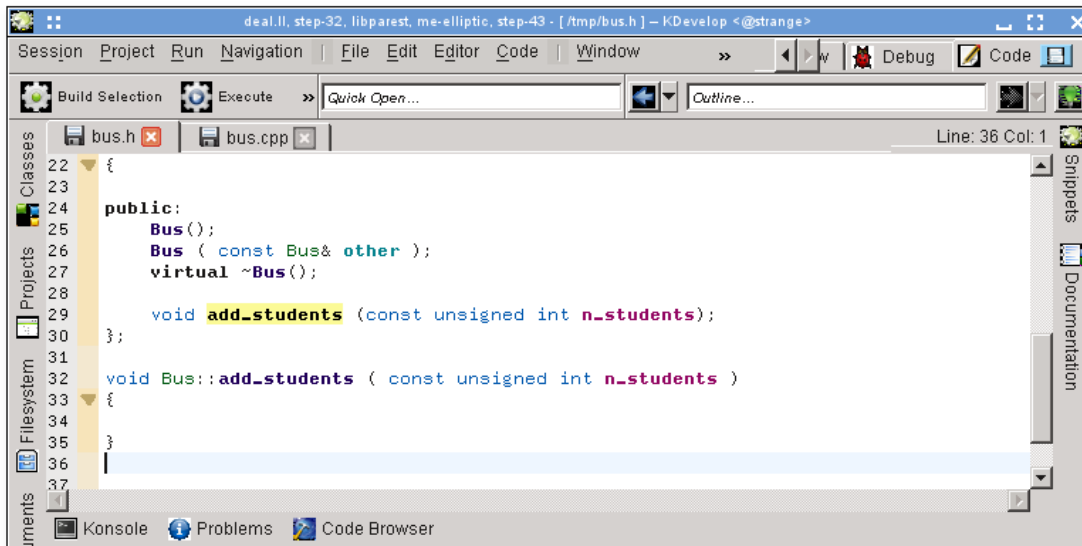 deal.II, step-32, libparest, me-elliptic, step-43 - [ /tmp/bus.h ] – KDevelop <@strange>
Session Project Run Navigation File Edit Editor Code Window » w Debug Code
Build Selection Execute » Quick Open... Outline...
bus.h bus.cpp Line: 36 Col: 1
Classes
Projects
Filesystem
uments
22 {
23
24 public:
25 Bus();
26 Bus ( const Bus& other );
27 virtual ~Bus();
28
29 void add_students (const unsigned int n_students);
30 };
31
32 void Bus::add_students ( const unsigned int n_students )
33 {
34
35 }
36
37
Snippets
Documentation
Konsole Problems Code Browser